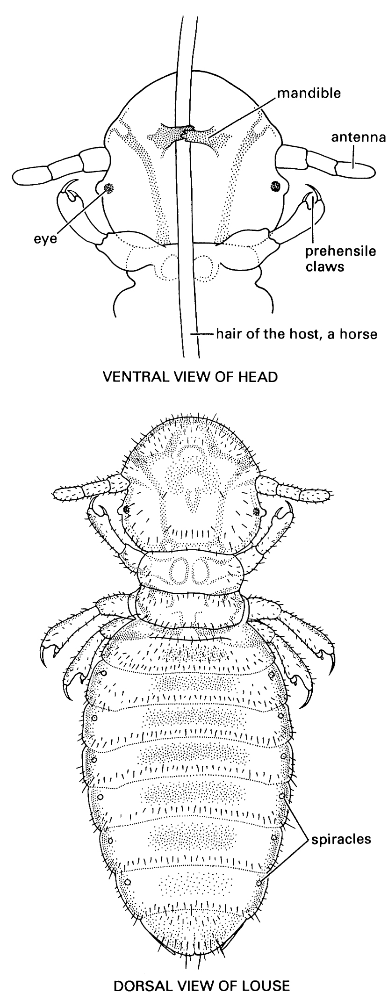 mandible
antenna
eye
prehensile
claws
hair of the host, a horse
VENTRAL VIEW OF HEAD
spiracles
DORSAL VIEW OF LOUSE